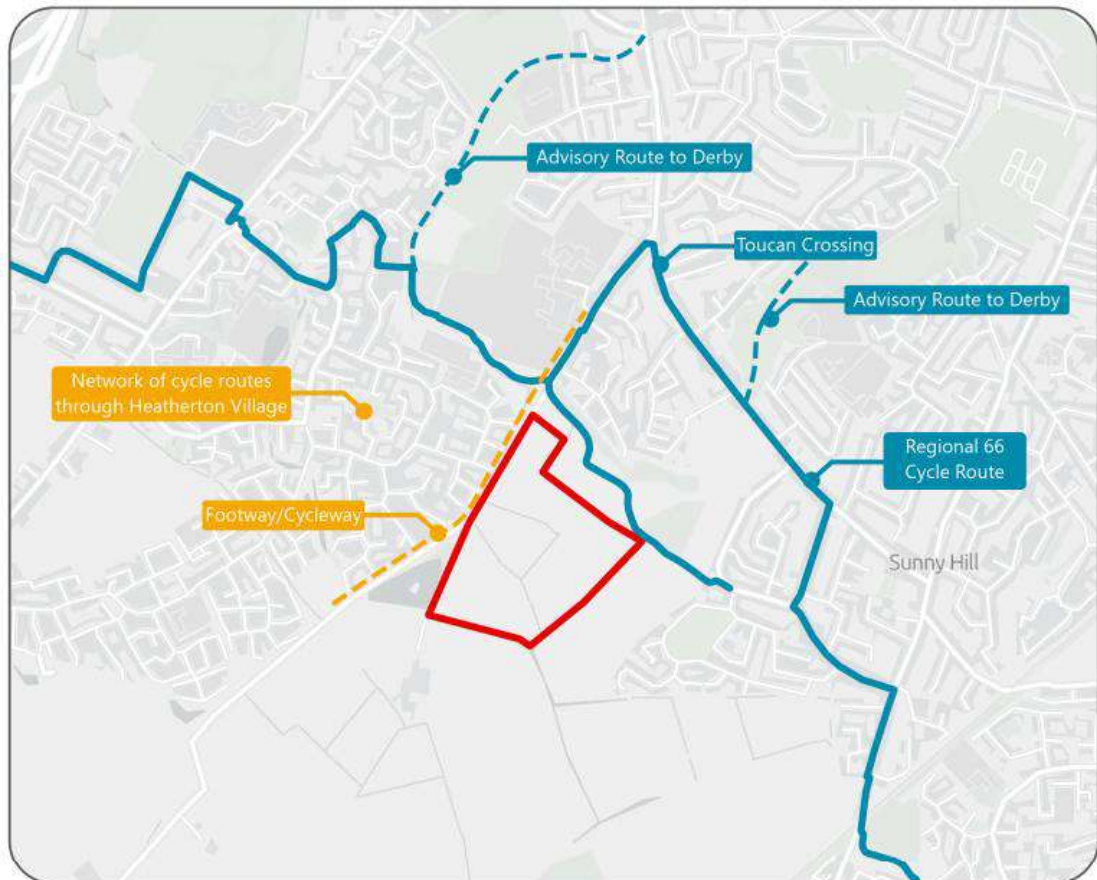 Advisory Route to Derby
Toucan Crossing
Advisory Route to Derby
Network of cycle routes
through Heatherton Village
Regional 66
Cycle Route
Footway/Cycleway
Sunny Hill